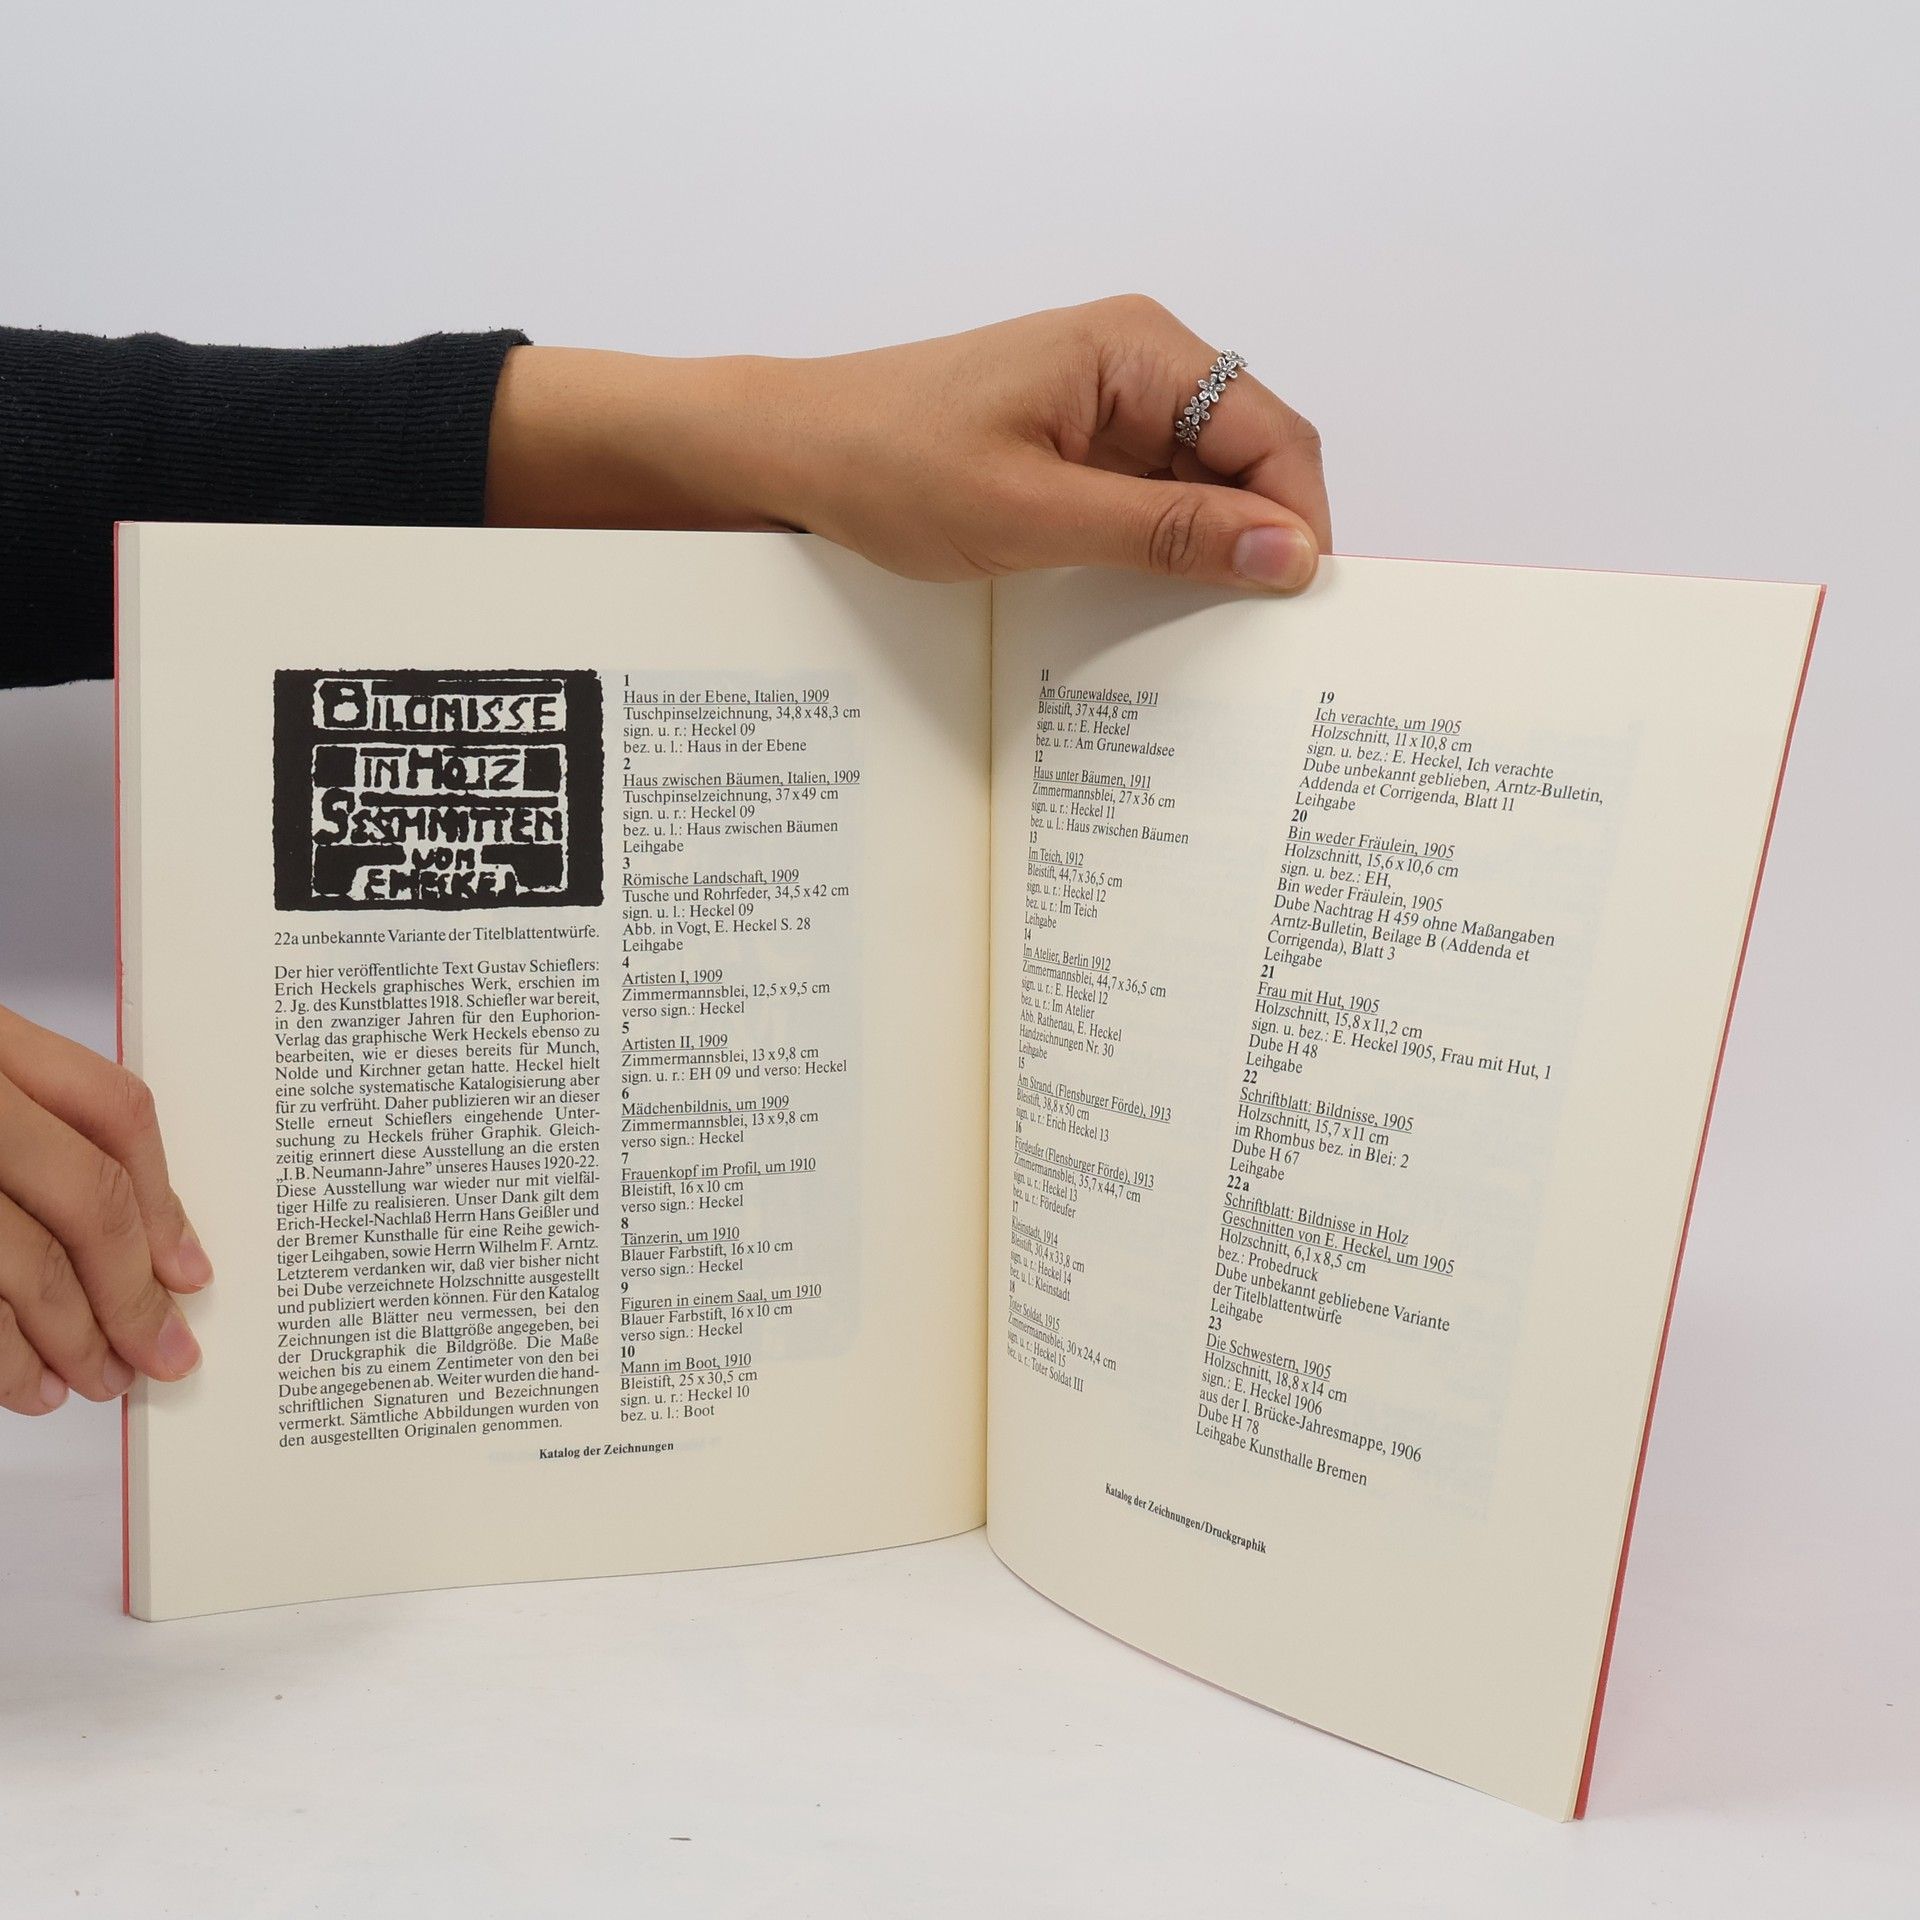 BILDNISSE
IN HOLZ
GESCHNITTEN
VOM
EHECKEL
22a unbekannte Variante der Titelblattentwürfe.
Der hier veröffentlichte Text Gustav Schieflers:
Erich Heckels graphisches Werk, erschien im
2. Jg. des Kunstblattes 1918. Schiefler war bereit,
in den zwanziger Jahren für den Euphorion-
Verlag das graphische Werk Heckels ebenso zu
bearbeiten, wie er dieses bereits für Munch,
Nolde und Kirchner getan hatte. Heckel hielt
eine solche systematische Katalogisierung aber
für zu verfrüht. Daher publizieren wir an dieser
Stelle erneut Schieflers eingehende Unter-
suchung zu Heckels früher Graphik. Gleich-
zeitig erinnert diese Ausstellung an die ersten
„I.B. Neumann-Jahre” unseres Hauses 1920-22.
Diese Ausstellung war wieder nur mit vielfäl-
tiger Hilfe zu realisieren. Unser Dank gilt dem
Erich-Heckel-Nachlaß Herrn Hans Geißler und
der Bremer Kunsthalle für eine Reihe gewich-
tiger Leihgaben, sowie Herrn Wilhelm F. Arntz.
Letzterem verdanken wir, daß vier bisher nicht
bei Dube verzeichnete Holzschnitte ausgestellt
und publiziert werden können. Für den Katalog
wurden alle Blätter neu vermessen, bei den
Zeichnungen ist die Blattgröße angegeben, bei
der Druckgraphik die Bildgröße. Die Maße
weichen bis zu einem Zentimeter von den bei
Dube angegebenen ab. Weiter wurden die hand-
schriftlichen Signaturen und Bezeichnungen
vermerkt. Sämtliche Abbildungen wurden von
den ausgestellten Originalen genommen.
1
Haus in der Ebene, Italien, 1909
Tuschpinselzeichnung, 34,8 x 48,3 cm
sign. u. r.: Heckel 09
bez. u. l.: Haus in der Ebene
2
Haus zwischen Bäumen, Italien, 1909
Tuschpinselzeichnung, 37 x 49 cm
sign. u. r.: Heckel 09
bez. u. l.: Haus zwischen Bäumen
Leihgabe
3
Römische Landschaft, 1909
Tusche und Rohrfeder, 34,5 x 42 cm
sign. u. l.: Heckel 09
Abb. in Vogt, E. Heckel S. 28
Leihgabe
4
Artisten I, 1909
Zimmermannsblei, 12,5 x 9,5 cm
verso sign.: Heckel
5
Artisten II, 1909
Zimmermannsblei, 13 x 9,8 cm
sign. u. r.: EH 09 und verso: Heckel
6
Mädchenbildnis, um 1909
Zimmermannsblei, 13 x 9,8 cm
verso sign.: Heckel
7
Frauenkopf im Profil, um 1910
Bleistift, 16 x 10 cm
verso sign.: Heckel
8
Tänzerin, um 1910
Blauer Farbstift, 16 x 10 cm
verso sign.: Heckel
9
Figuren in einem Saal, um 1910
Blauer Farbstift, 16 x 10 cm
verso sign.: Heckel
10
Mann im Boot, 1910
Bleistift, 25 x 30,5 cm
sign. u. r.: Heckel 10
bez. u. l.: Boot
Katalog der Zeichnungen
11
Am Grunewaldsee, 1911
Bleistift, 37 x 44,8 cm
sign. u. r.: E. Heckel
bez. u. r.: Am Grunewaldsee
12
Haus unter Bäumen, 1911
Zimmermannsblei, 27 x 36 cm
sign. u. r.: Heckel 11
bez. u. l.: Haus zwischen Bäumen
13
Im Teich, 1912
Bleistift, 44,7 x 36,5 cm
sign. u. r.: Heckel 12
bez. u. r.: Im Teich
Leihgabe
14
Im Atelier, Berlin 1912
Zimmermannsblei, 44,7 x 36,5 cm
sign. u. r.: E. Heckel 12
bez. u. r.: Im Atelier
Abb. Rathenau, E. Heckel
Handzeichnungen Nr. 30
Leihgabe
15
Am Strand, (Flensburger Förde), 1913
Bleistift, 38,8 x 50 cm
sign. u. r.: Erich Heckel 13
16
Fördeufer (Flensburger Förde), 1913
Zimmermannsblei, 35,7 x 44,7 cm
sign. u. r.: Heckel 13
bez. u. r.: Fördeufer
17
Kleinstadt, 1914
Bleistift, 30,4 x 33,8 cm
sign. u. r.: Heckel 14
bez. u. l.: Kleinstadt
18
Toter Soldat, 1915
Zimmermannsblei, 30 x 24,4 cm
sign. u. r.: Heckel 15
bez. u. r.: Toter Soldat III
19
Ich verachte, um 1905
Holzschnitt, 11 x 10,8 cm
sign. u. bez.: E. Heckel, Ich verachte
Dube unbekannt geblieben, Arntz-Bulletin,
Addenda et Corrigenda, Blatt 11
Leihgabe
20
Bin weder Fräulein, 1905
Holzschnitt, 15,6 x 10,6 cm
sign. u. bez.: EH,
Bin weder Fräulein, 1905
Dube Nachtrag H 459 ohne Maßangaben
Arntz-Bulletin, Beilage B (Addenda et
Corrigenda), Blatt 3
Leihgabe
21
Frau mit Hut, 1905
Holzschnitt, 15,8 x 11,2 cm
sign. u. bez.: E. Heckel 1905, Frau mit Hut, 1
Dube H 48
Leihgabe
22
Schriftblatt: Bildnisse, 1905
Holzschnitt, 15,7 x 11 cm
im Rhombus bez. in Blei: 2
Dube H 67
Leihgabe
22a
Schriftblatt: Bildnisse in Holz
Geschnitten von E. Heckel, um 1905
Holzschnitt, 6,1 x 8,5 cm
bez.: Probedruck
Dube unbekannt gebliebene Variante
der Titelblattentwürfe
Leihgabe
23
Die Schwestern, 1905
Holzschnitt, 18,8 x 14 cm
sign.: E. Heckel 1906
aus der I. Brücke-Jahresmappe, 1906
Dube H 78
Leihgabe Kunsthalle Bremen
Katalog der Zeichnungen/Druckgraphik